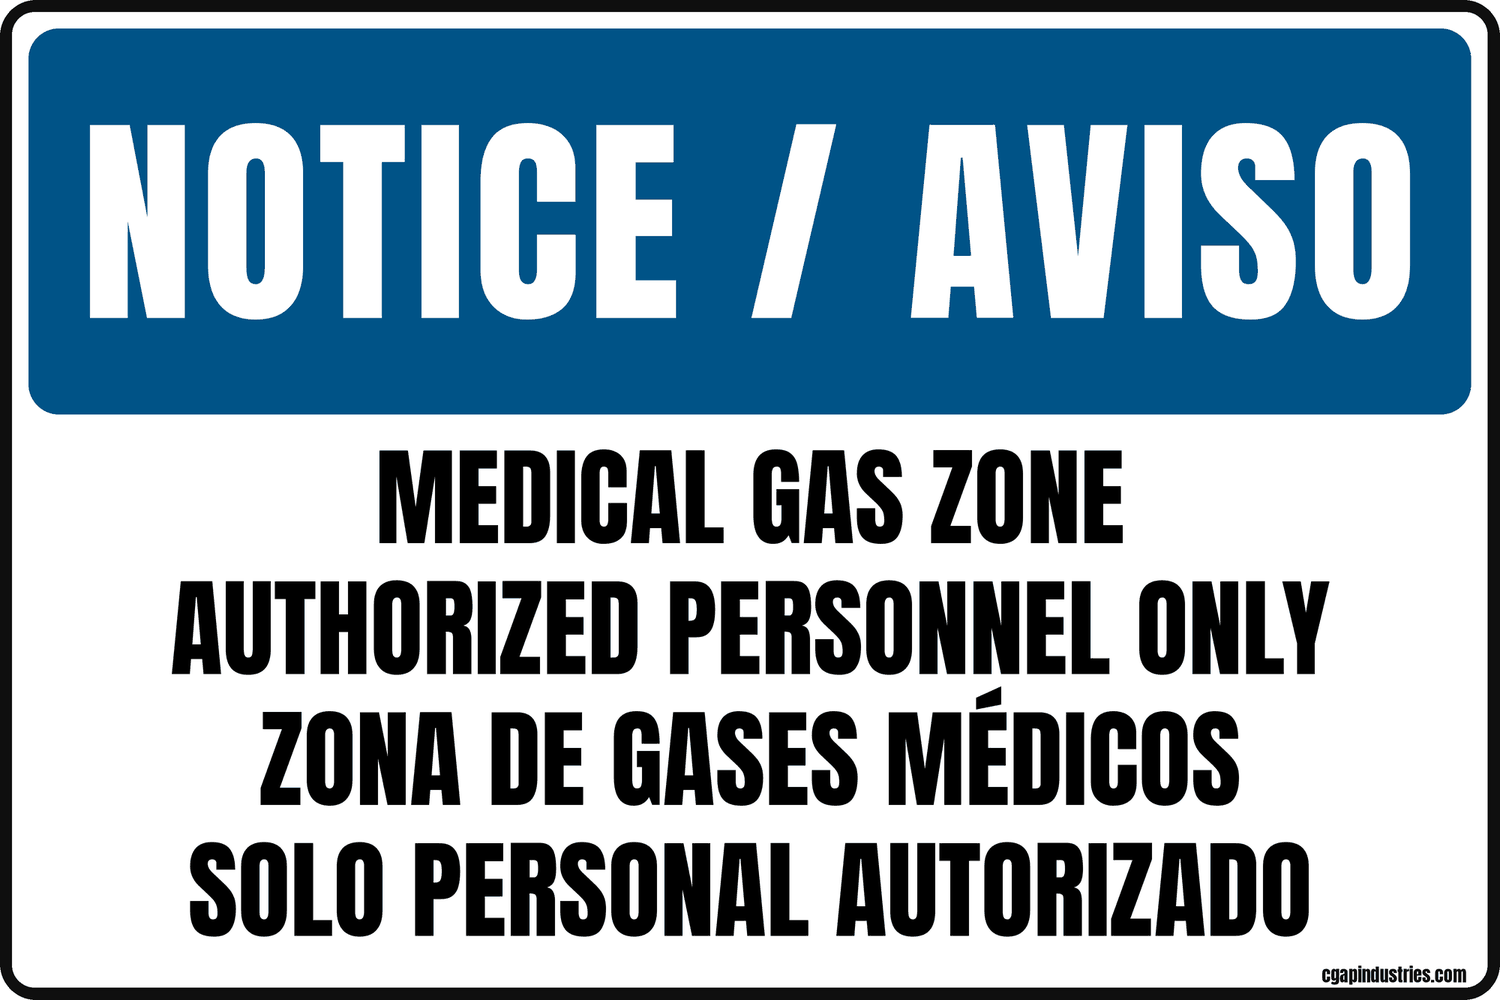 NOTICE / AVISO
MEDICAL GAS ZONE
AUTHORIZED PERSONNEL ONLY
ZONA DE GASES MÉDICOS
SOLO PERSONAL AUTORIZADO
cgapindustries.com